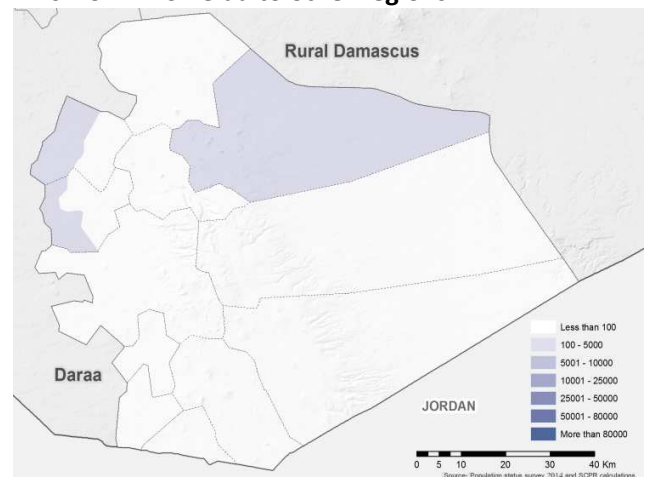 Rural Damascus
Daraa
JORDAN
Less than 100
100 - 5000
5001 - 10000
10001 - 25000
25001 - 50000
50001 - 80000
More than 80000
0 5 10 20 30 40 Km
Source: Population status survey 2014 and SCPR calculations